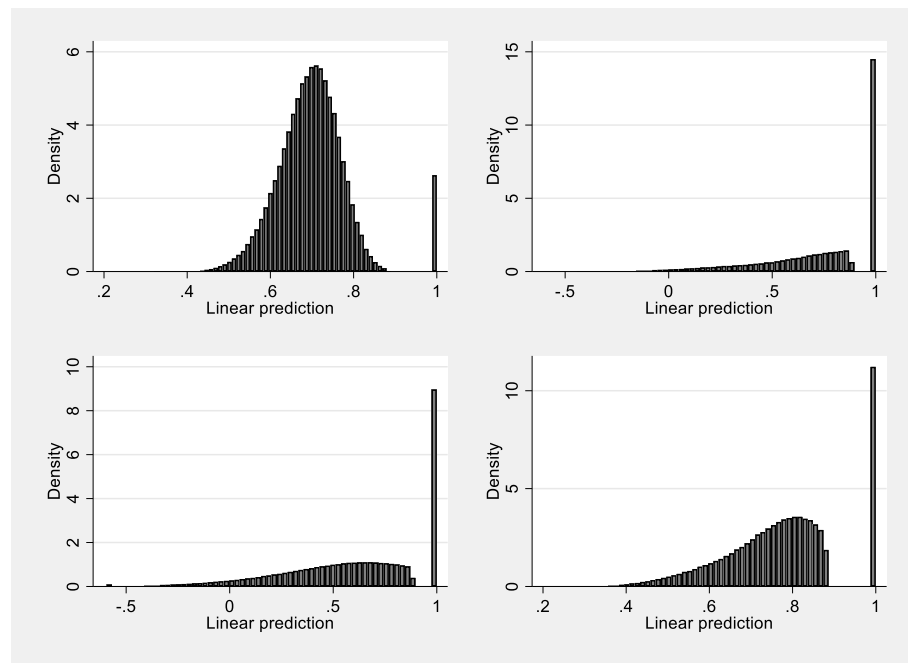 Density
0 2 4 6
.2 .4 .6 .8 1
Linear prediction
Density
0 5 10 15
-.5 0 .5 1
Linear prediction
Density
0 2 4 6 8 10
-.5 0 .5 1
Linear prediction
Density
0 5 10
.2 .4 .6 .8 1
Linear prediction